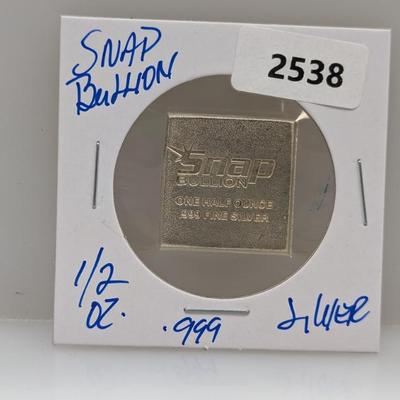 SNAP
BULLION
2538
Snap
BULLION
ONE HALF OUNCE
.999 FINE SILVER
1/2
OZ.
.999
SILVER